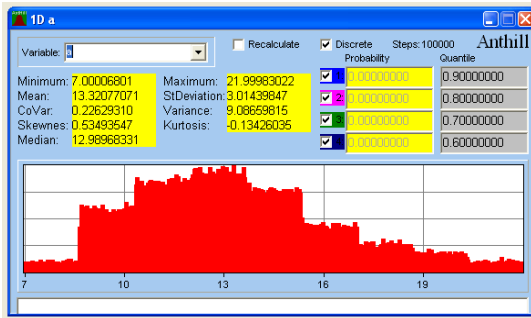 Anthill
1D a
Variable: a
Recalculate
Discrete Steps:100000 Anthill
Probability Quantile
Minimum: 7.00006801 Maximum: 21.99983022
Mean: 13.32077071 StDeviation: 3.01439847
CoVar: 0.22629310 Variance: 9.08659815
Skewnes: 0.53493547 Kurtosis: -0.13426035
Median: 12.98968331
1: 0.00000000 0.90000000
2: 0.00000000 0.80000000
3: 0.00000000 0.70000000
0.00000000 0.60000000
7 10 13 16 19